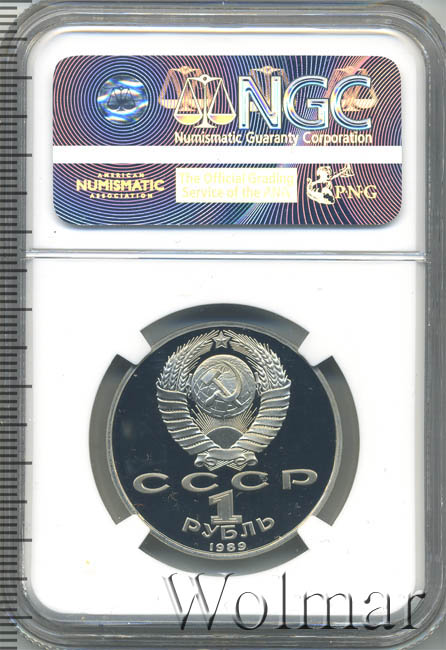 NGC
Numismatic Guaranty Corporation
AMERICAN
NUMISMATIC
ASSOCIATION
The Official Grading
Service of the PNG
PNG
СССР
1
РУБЛЬ
1989
Wolmar